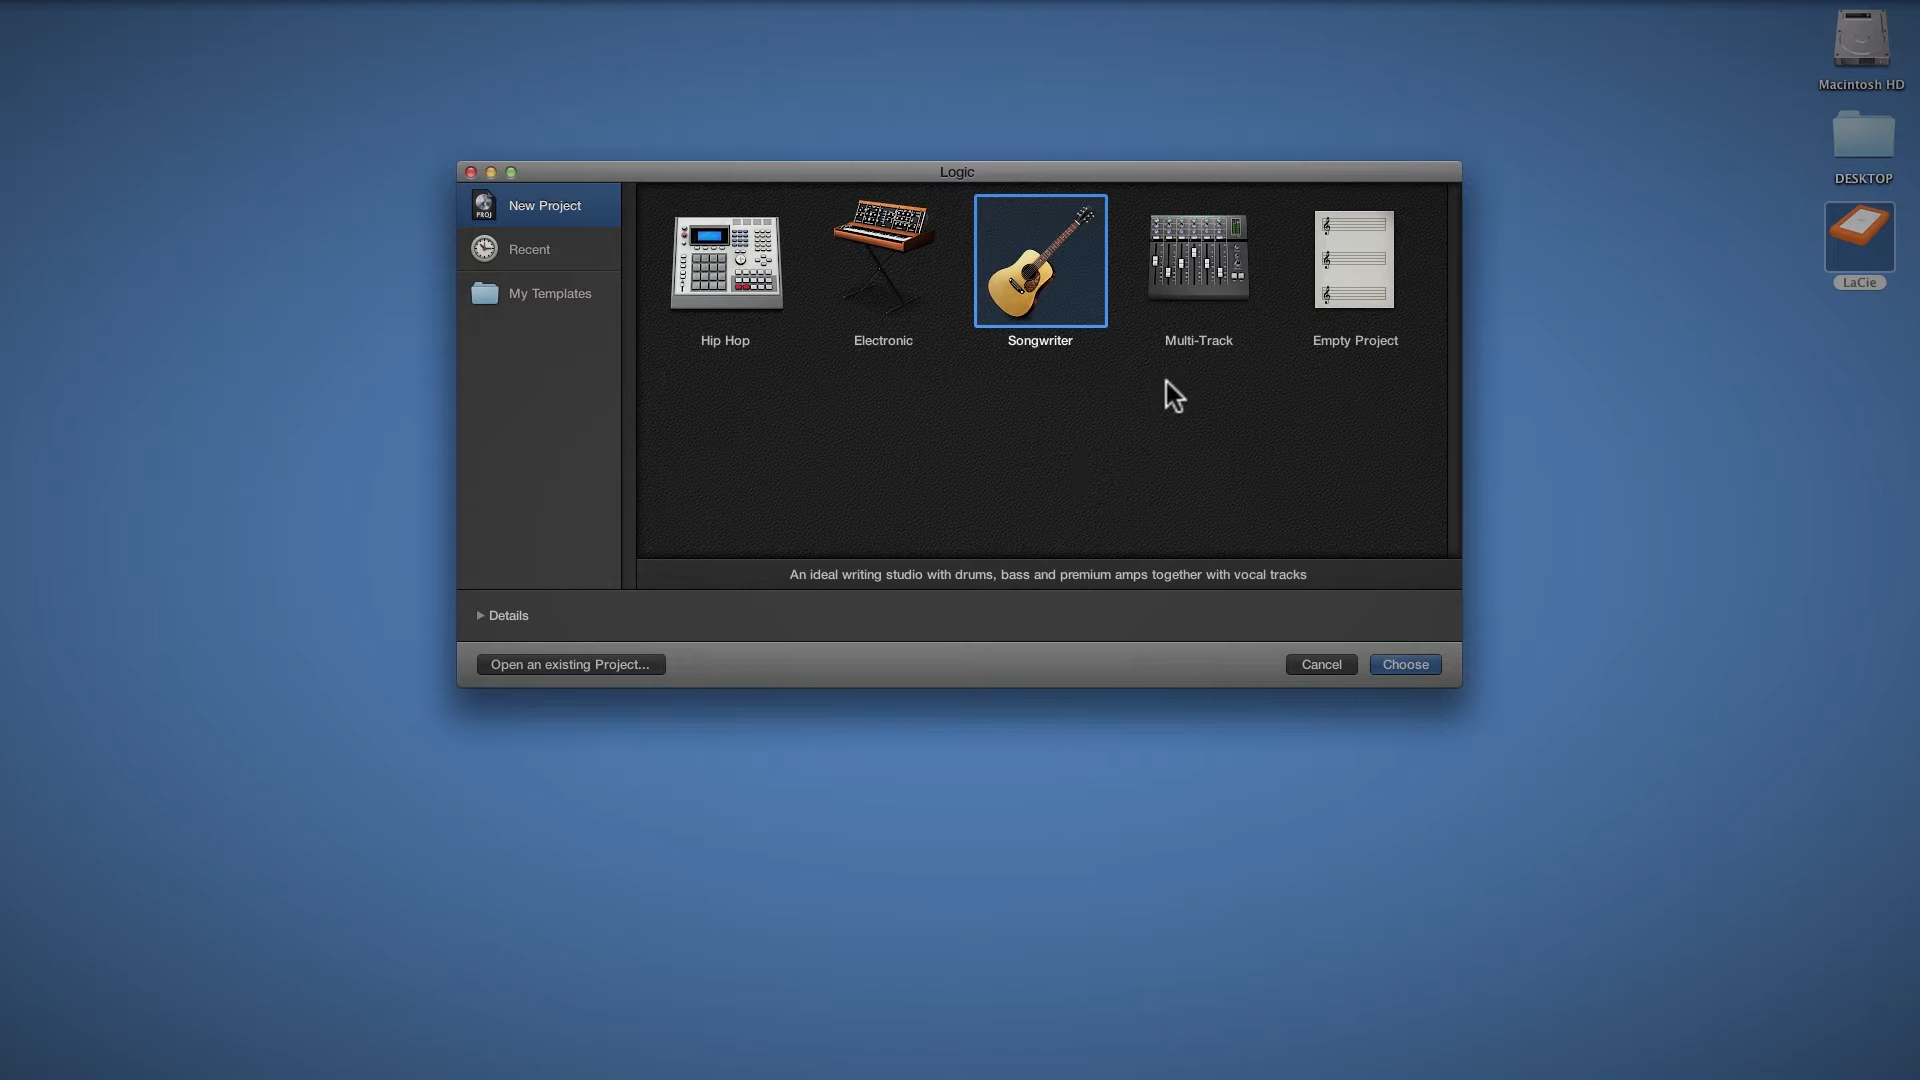 Macintosh HD
DESKTOP
LaCie
Logic
PROJ
New Project
Recent
My Templates
Hip Hop
Electronic
Songwriter
Multi-Track
Empty Project
An ideal writing studio with drums, bass and premium amps together with vocal tracks
Details
Open an existing Project...
Cancel
Choose